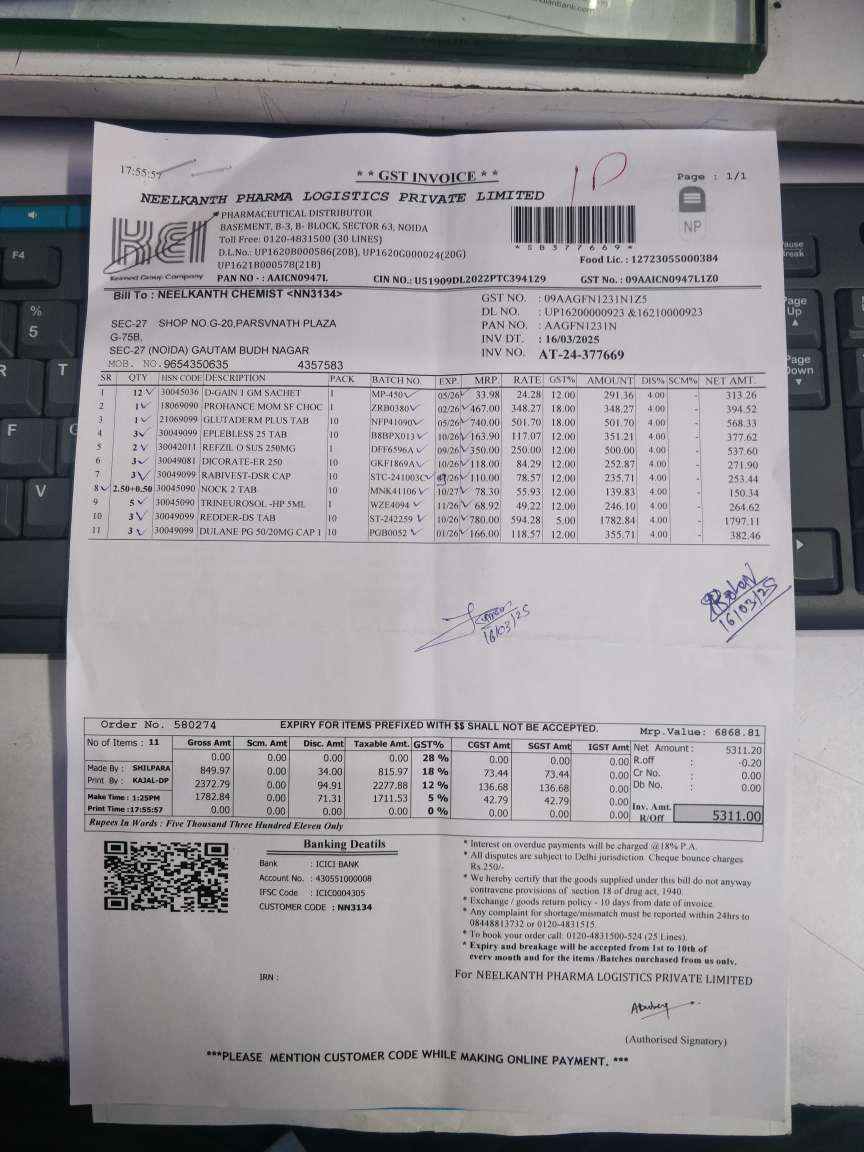 ndianbank.com
17:55:57
** GST INVOICE **
10
Page : 1/1
NEELKANTH PHARMA LOGISTICS PRIVATE LIMITED
PHARMACEUTICAL DISTRIBUTOR
BASEMENT, B-3, B- BLOCK, SECTOR 63, NOIDA
Toll Free: 0120-4831500 (30 LINES)
D.L.No.: UP1620B000586(20B), UP1620G000024(20G)
UP1621B000578(21B)
KEI
Keimed Group Company
*SB377669*
NP
Food Lic. : 12723055000384
PAN NO -: AAICN0947L
CIN NO.: U51909DL2022PTC394129
GST No. : 09AAICN0947L1Z0
Bill To : NEELKANTH CHEMIST <NN3134>
SEC-27 SHOP NO.G-20,PARSVNATH PLAZA
G-75B,
SEC-27 (NOIDA) GAUTAM BUDH NAGAR
MOB. NO.9654350635 4357583
GST NO. : 09AAGFN1231N1Z5
DL NO. : UP16200000923 &16210000923
PAN NO. : AAGFN1231N
INV DT. : 16/03/2025
INV NO. AT-24-377669
SR QTY HSN CODE DESCRIPTION PACK BATCH NO. EXP. MRP. RATE GST% AMOUNT DIS% SCM% NET AMT.
1 12 30045036 D-GAIN 1 GM SACHET 1 MP-450 05/26 33.98 24.28 12.00 291.36 4.00 - 313.26
2 1 18069090 PROHANCE MOM SF CHOC 1 ZRB0380 02/26 467.00 348.27 18.00 348.27 4.00 - 394.52
3 1 21069099 GLUTADERM PLUS TAB 10 NFP41090 05/26 740.00 501.70 18.00 501.70 4.00 - 568.33
4 3 30049099 EPLEBLESS 25 TAB 10 B8BPX013 10/26 163.90 117.07 12.00 351.21 4.00 - 377.62
5 2 30042011 REFZIL O SUS 250MG 10 DFF6596A 09/26 350.00 250.00 12.00 500.00 4.00 - 537.60
6 3 30049081 DICORATE-ER 250 10 GKF1869A 10/26 118.00 84.29 12.00 252.87 4.00 - 271.90
7 3 30049099 RABIVEST-DSR CAP 10 STC-241003C /26 110.00 78.57 12.00 235.71 4.00 - 253.44
8 2.50+0.50 30045090 NOCK 2 TAB 10 MNK41106 10/27 78.30 55.93 12.00 139.83 4.00 - 150.34
9 5 30045090 TRINEUROSOL -HP 5ML 1 WZE4094 11/26 68.92 49.22 12.00 246.10 4.00 - 264.62
10 3 30049099 REDDER-DS TAB 10 ST-242259 10/26 780.00 594.28 5.00 1782.84 4.00 - 1797.11
11 3 30049099 DULANE PG 50/20MG CAP 1 10 PGB0052 01/26 166.00 118.57 12.00 355.71 4.00 - 382.46
16/03/25
16/03/25
Order No. 580274 EXPIRY FOR ITEMS PREFIXED WITH $$ SHALL NOT BE ACCEPTED. Mrp.Value: 6868.81
No of Items : 11
Made By : SHILPARA
Print By : KAJAL-DP
Make Time : 1:25PM
Print Time :17:55:57
Gross Amt Scm. Amt Disc. Amt Taxable Amt. GST% CGST Amt SGST Amt IGST Amt
0.00 0.00 0.00 0.00 28 % 0.00 0.00 0.00
849.97 0.00 34.00 815.97 18 % 73.44 73.44 0.00
2372.79 0.00 94.91 2277.88 12 % 136.68 136.68 0.00
1782.84 0.00 71.31 1711.53 5 % 42.79 42.79 0.00
0.00 0.00 0.00 0.00 0 % 0.00 0.00 0.00
Net Amount: 5311.20
R.off : -0.20
Cr No. : 0.00
Db No. : 0.00
Inv. Amt. R/Off 5311.00
Rupees In Words : Five Thousand Three Hundred Eleven Only
Banking Deatils
Bank : ICICI BANK
Account No. : 430551000008
IFSC Code : ICIC0004305
CUSTOMER CODE : NN3134
IRN :
* Interest on overdue payments will be charged @18% P.A.
* All disputes are subject to Delhi jurisdiction. Cheque bounce charges
Rs.250/-
* We hereby certify that the goods supplied under this bill do not anyway
contravene provisions of section 18 of drug act, 1940.
* Exchange / goods return policy - 10 days from date of invoice.
* Any complaint for shortage/mismatch must be reported within 24hrs to
08448813732 or 0120-4831515.
* To book your order call: 0120-4831500-524 (25 Lines).
* Expiry and breakage will be accepted from 1st to 10th of
every month and for the items /Batches purchased from us only.
For NEELKANTH PHARMA LOGISTICS PRIVATE LIMITED
(Authorised Signatory)
***PLEASE MENTION CUSTOMER CODE WHILE MAKING ONLINE PAYMENT. ***
F4
%
5
R
T
F
G
V
Pause
Break
Page
Up
Page
Down